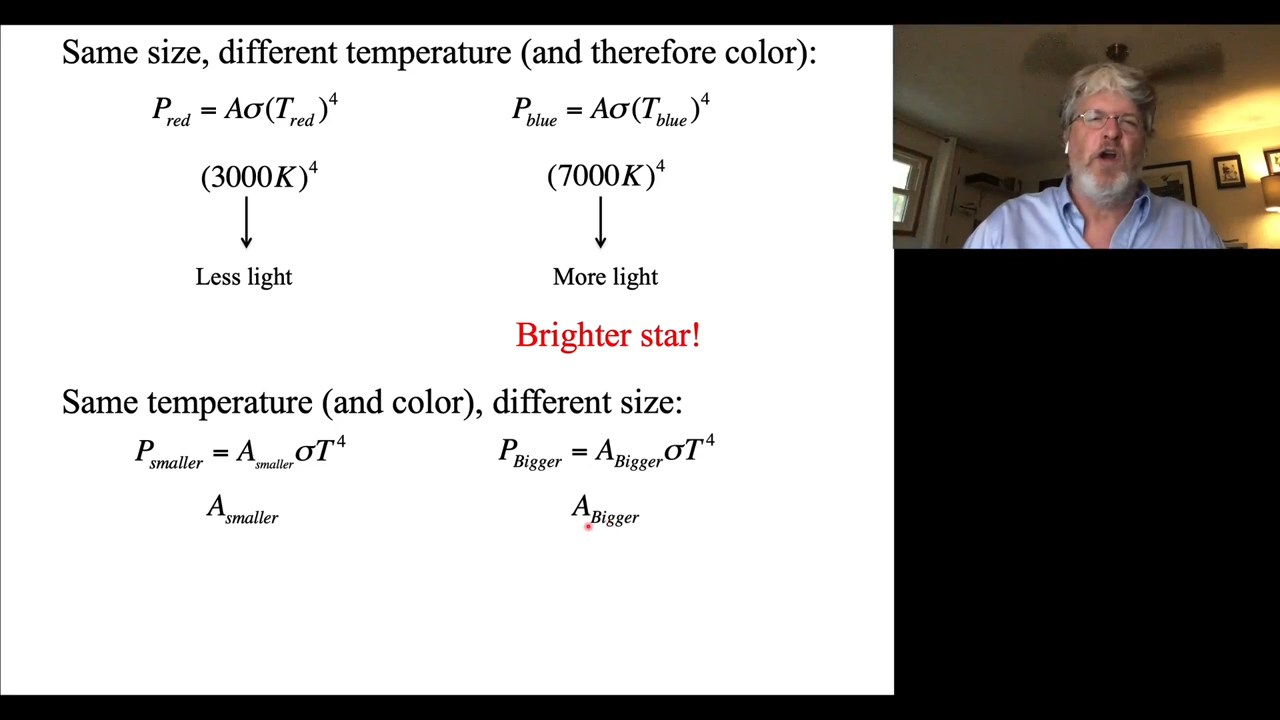 Same size, different temperature (and therefore color):
P_red = Aσ(T_red)^4 P_blue = Aσ(T_blue)^4
(3000K)^4 (7000K)^4
Less light More light
Brighter star!
Same temperature (and color), different size:
P_smaller = A_smaller σT^4 P_Bigger = A_Bigger σT^4
A_smaller A_Bigger